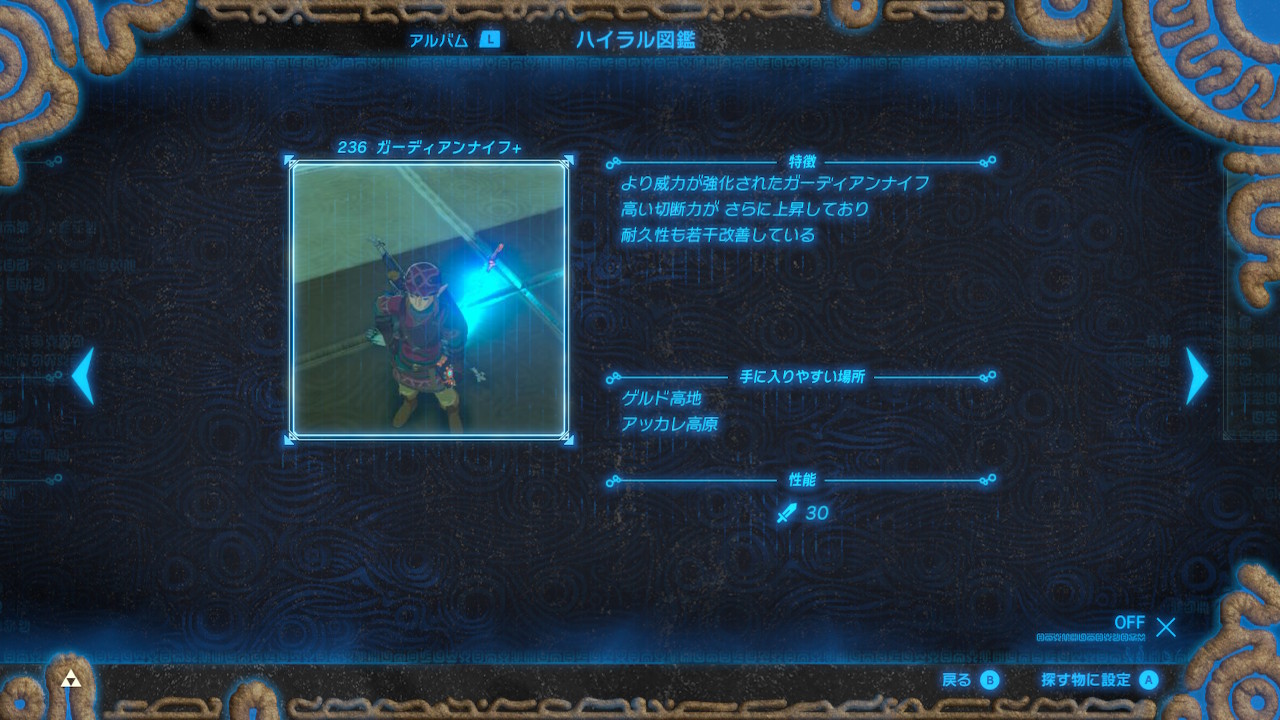 アルバム L
ハイラル図鑑
236 ガーディアンナイフ+
特徴
より威力が強化されたガーディアンナイフ
高い切断力が さらに上昇しており
耐久性も若干改善している
手に入りやすい場所
ゲルド高地
アッカレ高原
性能
30
OFF
戻る B
探す物に設定 A